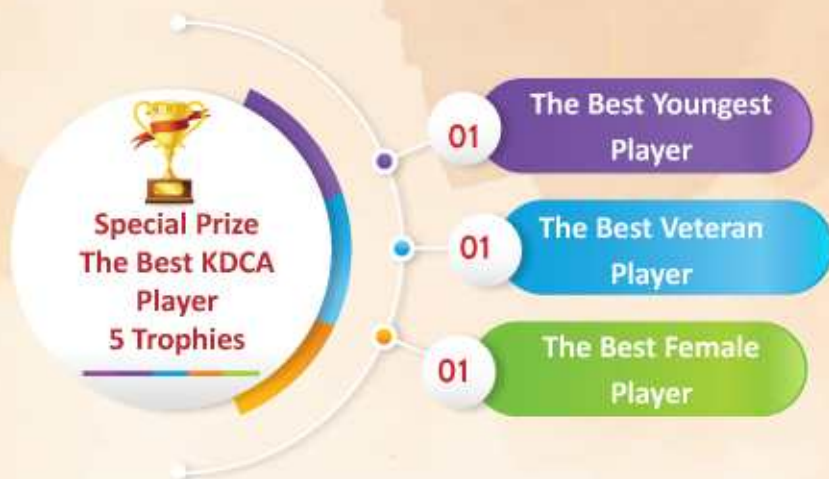 Special Prize
The Best KDCA
Player
5 Trophies
01
The Best Youngest
Player
01
The Best Veteran
Player
01
The Best Female
Player